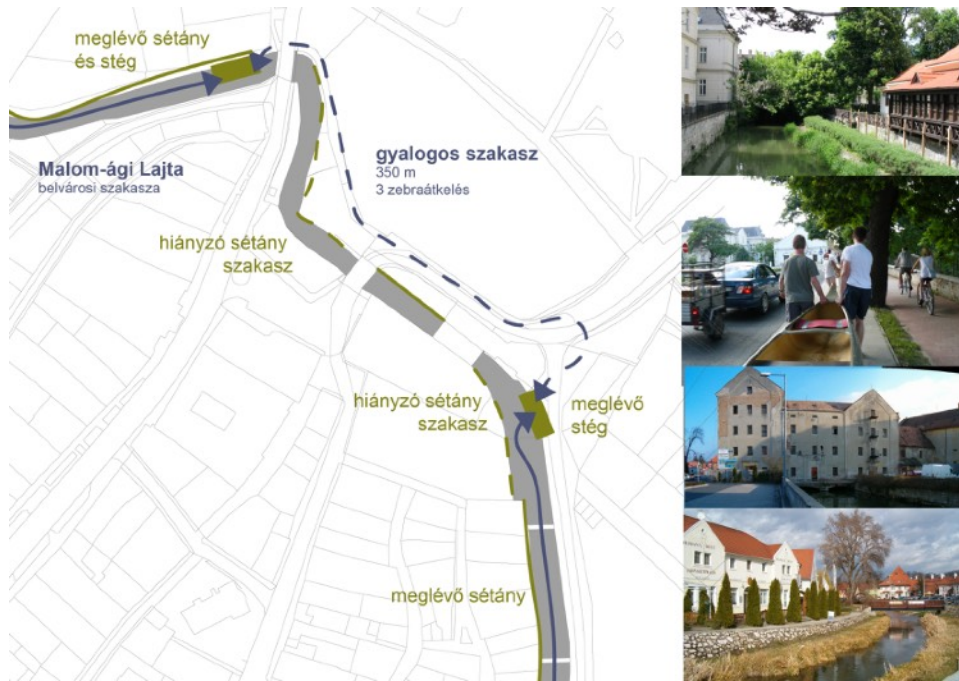 meglévő sétány
és stég
Malom-ági Lajta
belvárosi szakasza
gyalogos szakasz
350 m
3 zebraátkelés
hiányzó sétány
szakasz
hiányzó sétány
szakasz
meglévő
stég
meglévő sétány